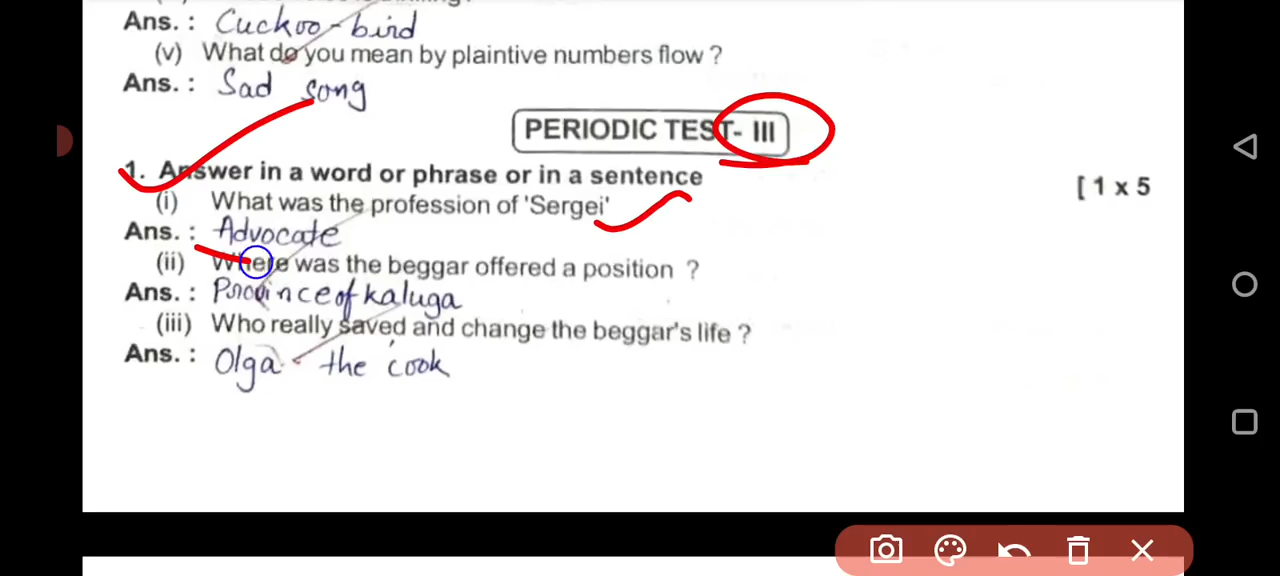 Ans. : Cuckoo-bird
(v) What do you mean by plaintive numbers flow ?
Ans. : Sad song
PERIODIC TEST- III
1. Answer in a word or phrase or in a sentence
[ 1 x 5
(i) What was the profession of 'Sergei'
Ans. : Advocate
(ii) Where was the beggar offered a position ?
Ans. : Province of kaluga
(iii) Who really saved and change the beggar's life ?
Ans. : Olga - the cook